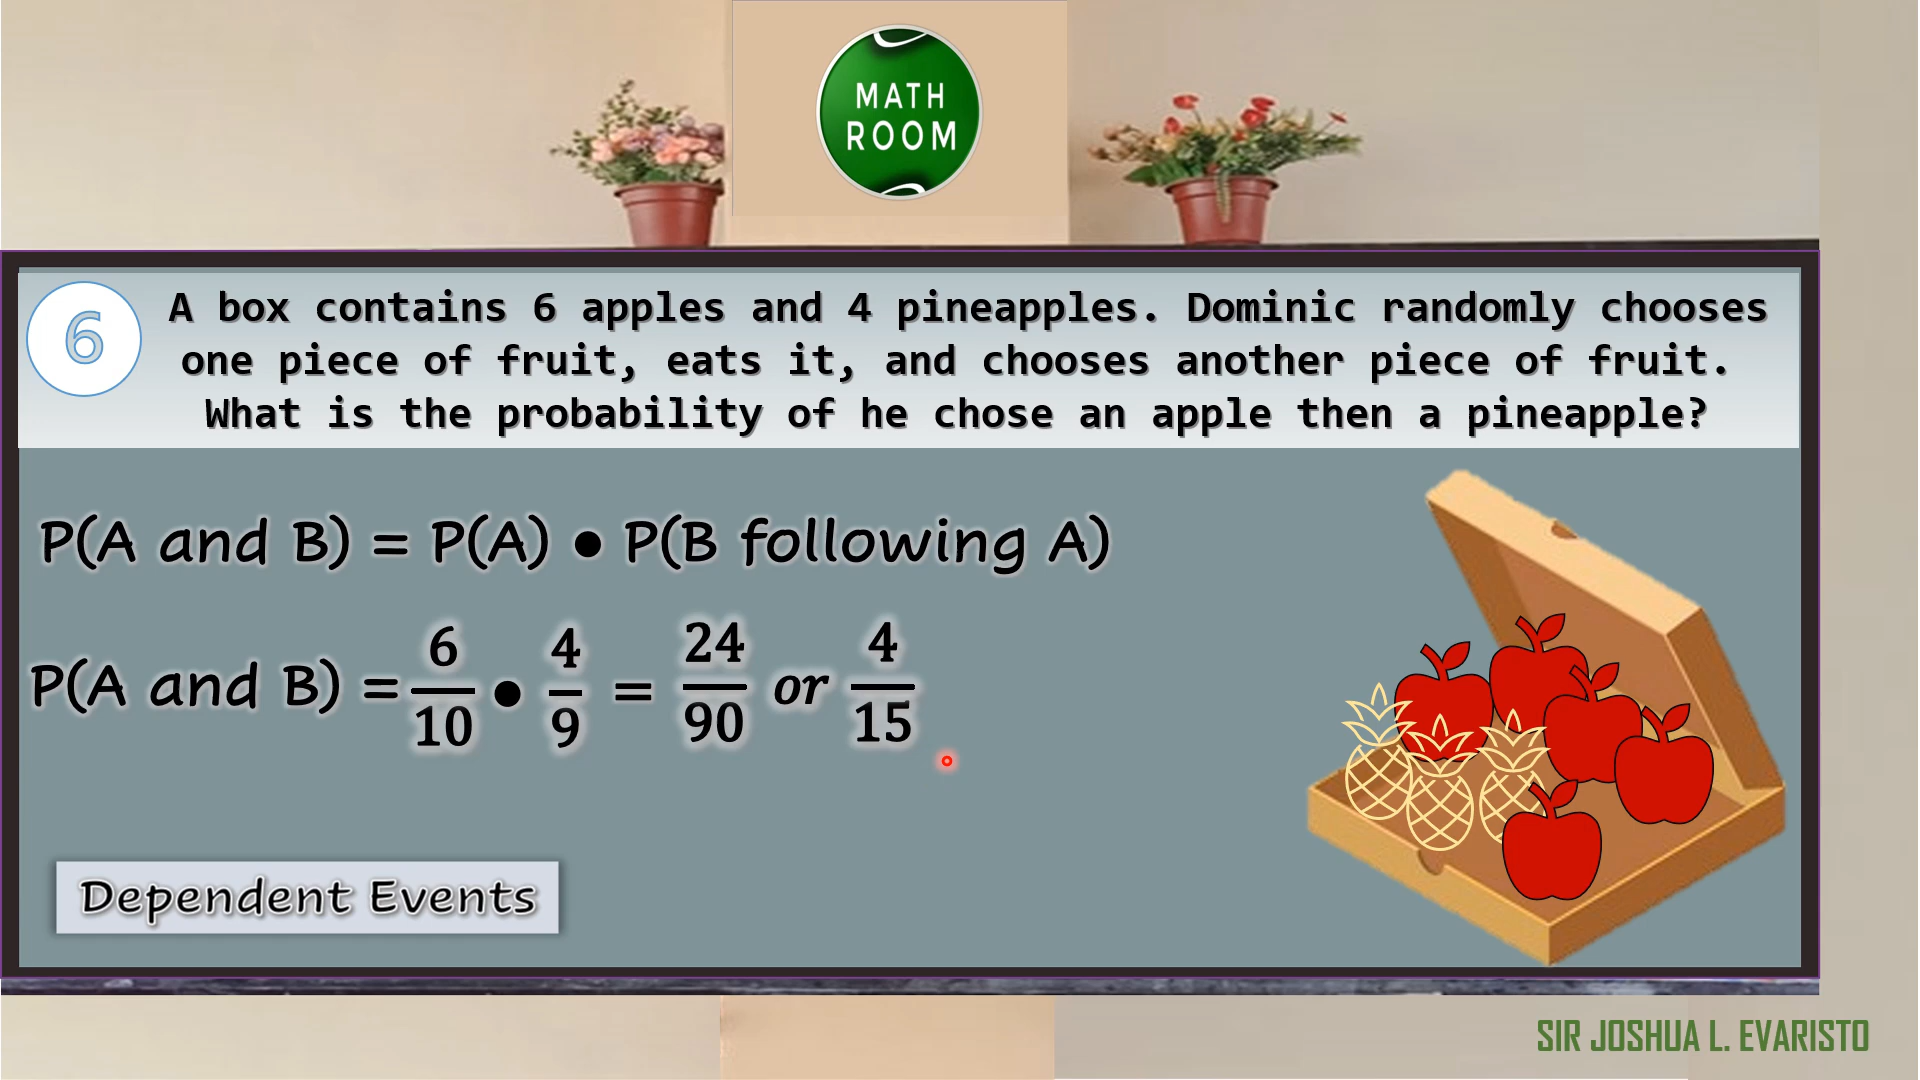 MATH
ROOM
6
A box contains 6 apples and 4 pineapples. Dominic randomly chooses
one piece of fruit, eats it, and chooses another piece of fruit.
What is the probability of he chose an apple then a pineapple?
P(A and B) = P(A) • P(B following A)
P(A and B) = 6/10 • 4/9 = 24/90 or 4/15
Dependent Events
SIR JOSHUA L. EVARISTO